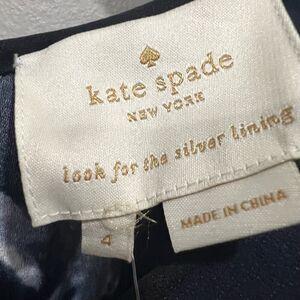 kate spade
NEW YORK
look for the silver lining
4
MADE IN CHINA